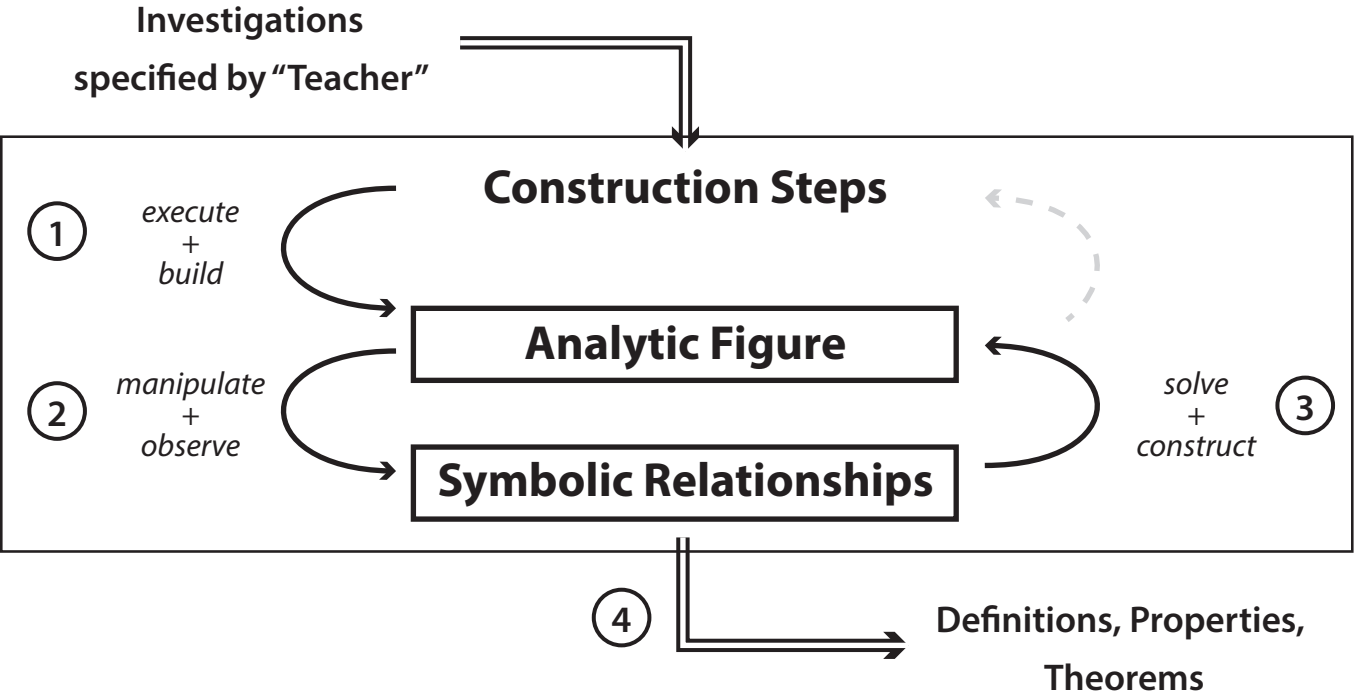 Investigations
specified by “Teacher”
Construction Steps
1
execute
+
build
Analytic Figure
2
manipulate
+
observe
solve
+
construct
3
Symbolic Relationships
4
Definitions, Properties,
Theorems